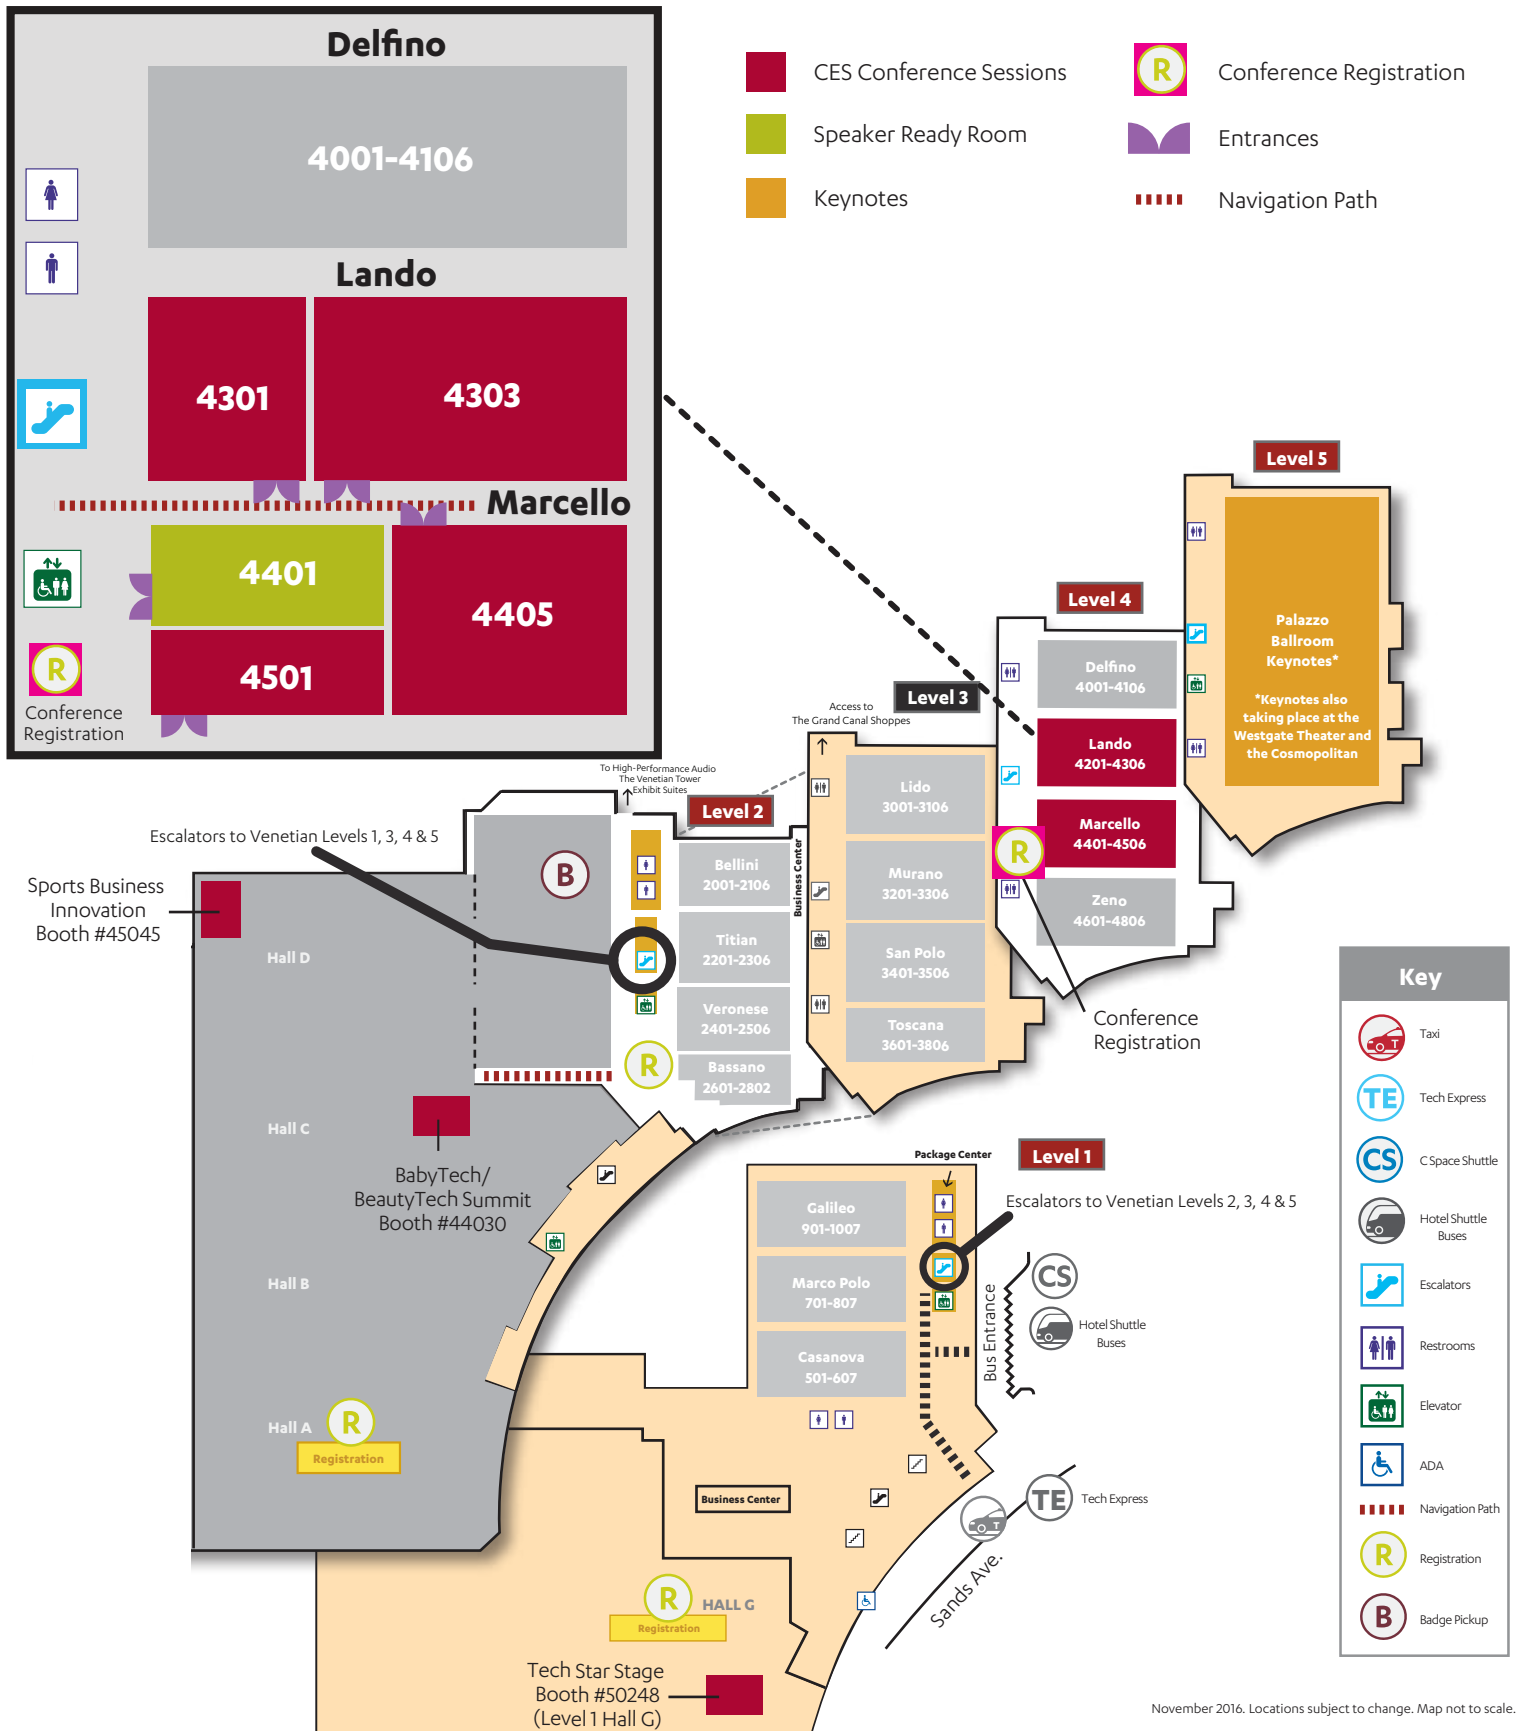 Delfino
4001-4106
Lando
4301
4303
Marcello
4401
4405
4501
R
Conference
Registration
CES Conference Sessions
Speaker Ready Room
Keynotes
R
Conference Registration
Entrances
Navigation Path
Level 5
Palazzo
Ballroom
Keynotes*
*Keynotes also
taking place at the
Westgate Theater and
the Cosmopolitan
Level 4
Delfino
4001-4106
Lando
4201-4306
Marcello
4401-4506
R
Zeno
4601-4806
Conference
Registration
Level 3
Access to
The Grand Canal Shoppes
Lido
3001-3106
Murano
3201-3306
San Polo
3401-3506
Toscana
3601-3806
To High-Performance Audio
The Venetian Tower
Exhibit Suites
Level 2
Business Center
Bellini
2001-2106
Titian
2201-2306
Veronese
2401-2506
Bassano
2601-2802
B
R
Escalators to Venetian Levels 1, 3, 4 & 5
Sports Business
Innovation
Booth #45045
Hall D
Hall C
BabyTech/
BeautyTech Summit
Booth #44030
Hall B
Hall A
R
Registration
Package Center
Level 1
Galileo
901-1007
Marco Polo
701-807
Casanova
501-607
Escalators to Venetian Levels 2, 3, 4 & 5
Bus Entrance
CS
Hotel Shuttle
Buses
Business Center
TE
Tech Express
T
Sands Ave.
R
HALL G
Registration
Tech Star Stage
Booth #50248
(Level 1 Hall G)
Key
T
Taxi
TE
Tech Express
CS
C Space Shuttle
Hotel Shuttle
Buses
Escalators
Restrooms
Elevator
ADA
Navigation Path
R
Registration
B
Badge Pickup
November 2016. Locations subject to change. Map not to scale.